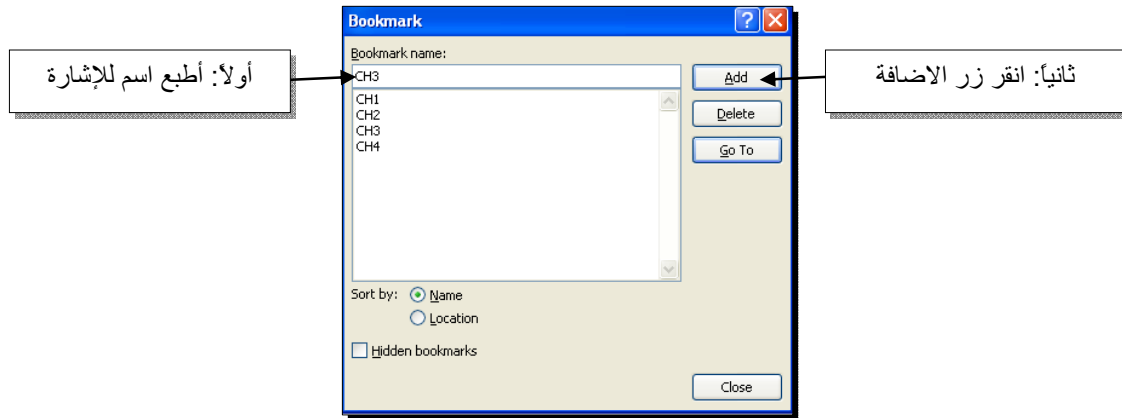 Bookmark
Bookmark name:
CH3
CH1
CH2
CH3
CH4
Add
Delete
Go To
Sort by:
Name
Location
Hidden bookmarks
Close
أولاً: أطبع اسم للإشارة
ثانياً: انقر زر الاضافة